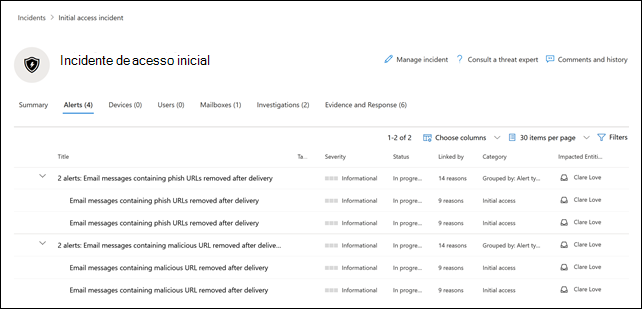 Incidents > Initial access incident
Incidente de acesso inicial
Manage incident ? Consult a threat expert Comments and history
Summary Alerts (4) Devices (0) Users (0) Mailboxes (1) Investigations (2) Evidence and Response (6)
1-2 of 2 Choose columns 30 items per page Filters
Title Ta... Severity Status Linked by Category Impacted Entiti...
2 alerts: Email messages containing phish URLs removed after delivery Informational In progre... 14 reasons Grouped by: Alert ty... Clare Love
Email messages containing phish URLs removed after delivery Informational In progre... 9 reasons Initial access Clare Love
Email messages containing phish URLs removed after delivery Informational In progre... 9 reasons Initial access Clare Love
2 alerts: Email messages containing malicious URL removed after delive... Informational In progre... 14 reasons Grouped by: Alert ty... Clare Love
Email messages containing malicious URL removed after delivery Informational In progre... 9 reasons Initial access Clare Love
Email messages containing malicious URL removed after delivery Informational In progre... 9 reasons Initial access Clare Love